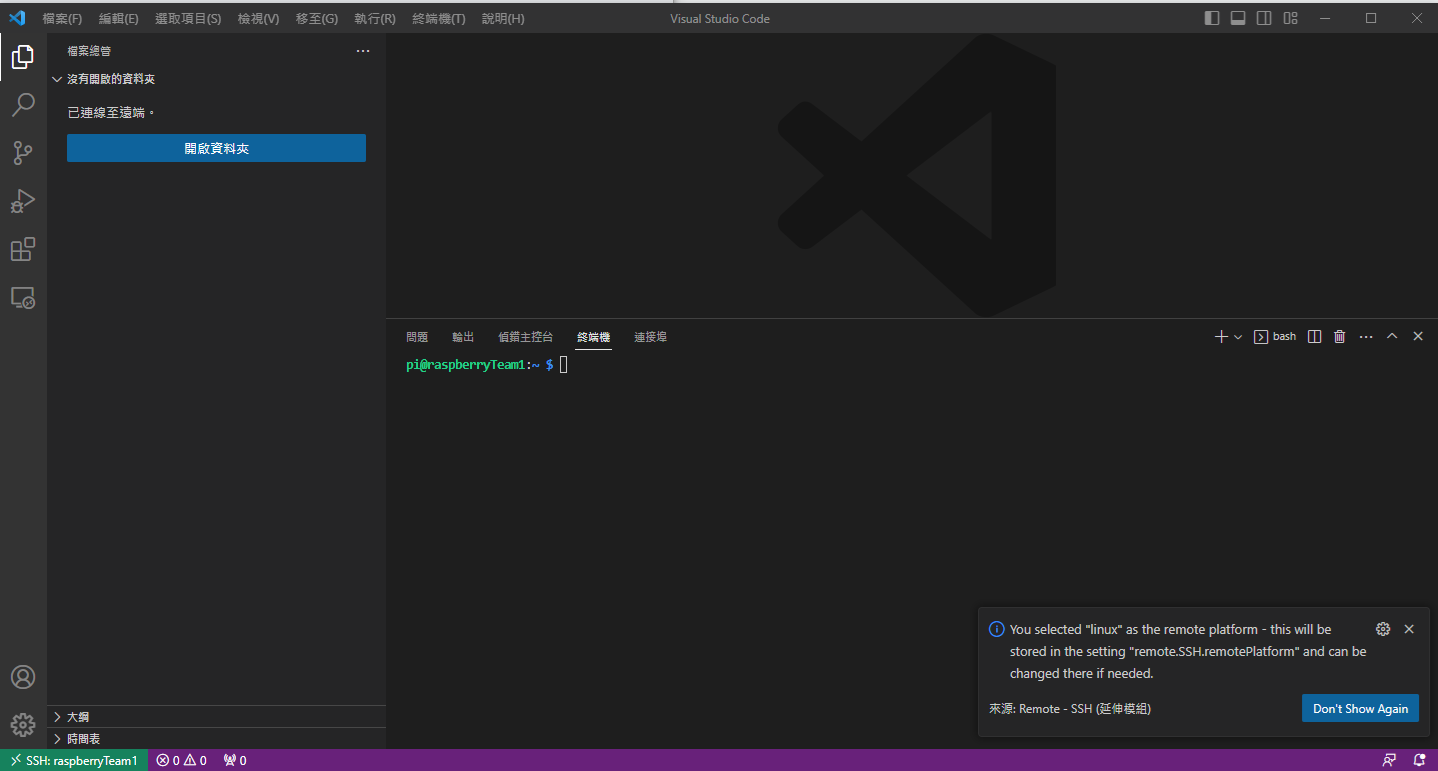 檔案(F) 編輯(E) 選取項目(S) 檢視(V) 移至(G) 執行(R) 終端機(T) 說明(H) Visual Studio Code
檔案總管
沒有開啟的資料夾
已連線至遠端。
開啟資料夾
問題 輸出 偵錯主控台 終端機 連接埠 bash
pi@raspberryTeam1:~ $
You selected "linux" as the remote platform - this will be
stored in the setting "remote.SSH.remotePlatform" and can be
changed there if needed.
來源: Remote - SSH (延伸模組) Don't Show Again
大綱
時間表
SSH: raspberryTeam1 0 0 0